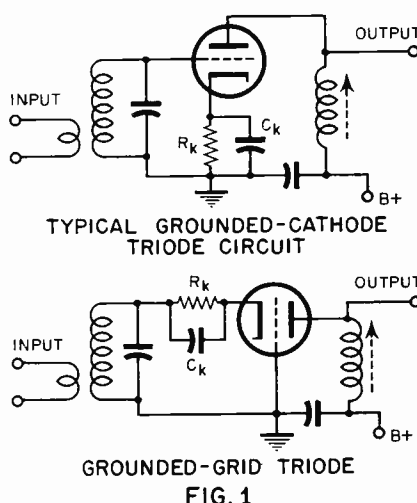 OUTPUT
INPUT
Rk
Ck
B+
TYPICAL GROUNDED-CATHODE
TRIODE CIRCUIT
OUTPUT
Rk
INPUT
Ck
B+
GROUNDED-GRID TRIODE
FIG. 1